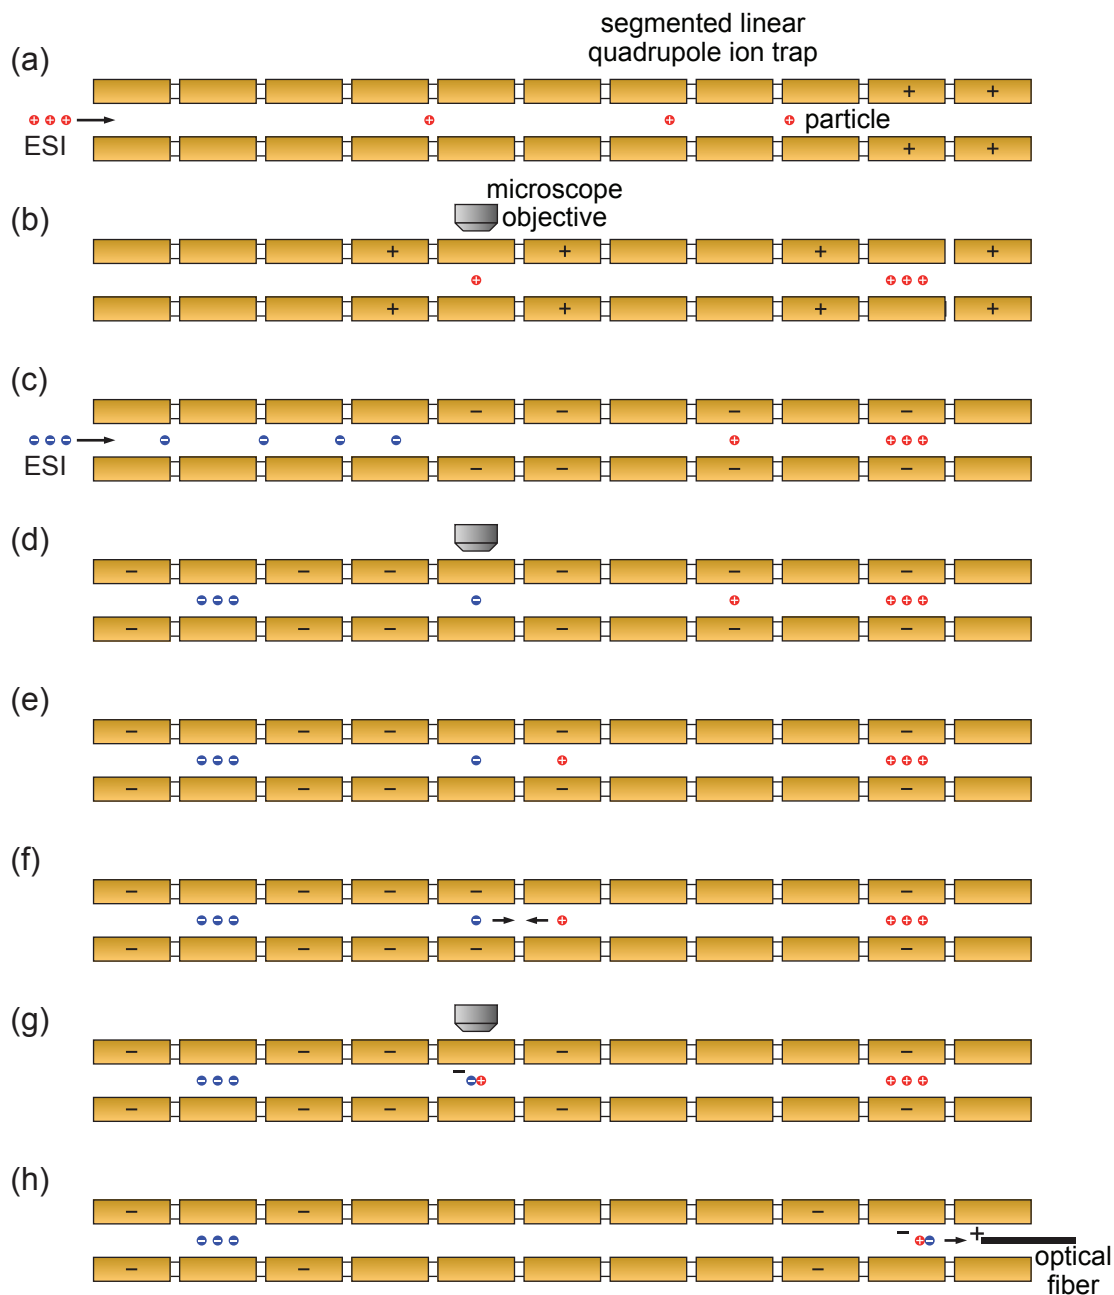 segmented linear
quadrupole ion trap
(a)
+ +
particle
ESI
+ +
(b)
microscope
objective
+ + + +
+ + + +
(c)
− − − −
ESI
− − − −
(d)
− − − − − −
− − − − − −
(e)
− − − − −
− − − − −
(f)
− − − − −
− − − − −
(g)
− − − − −
−
− − − − −
(h)
− − −
− +
− − −
optical
fiber